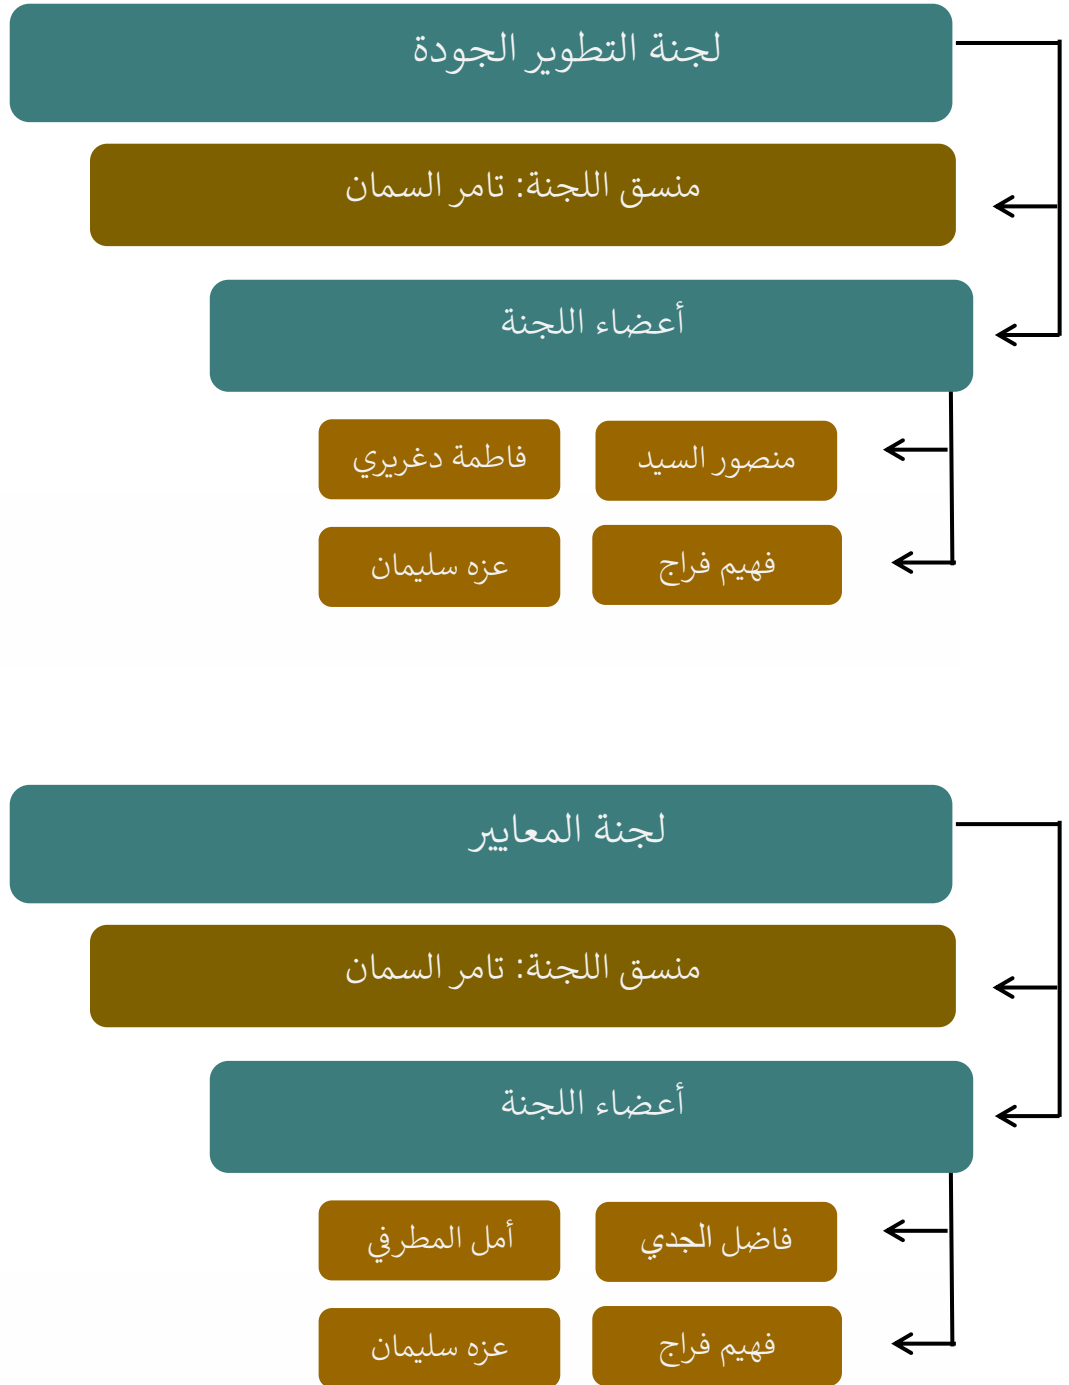 لجنة التطوير الجودة
منسق اللجنة: تامر السمان
أعضاء اللجنة
منصور السيد
فاطمة دغريري
فهيم فراج
عزه سليمان
لجنة المعايير
منسق اللجنة: تامر السمان
أعضاء اللجنة
فاضل الجدي
أمل المطرفي
فهيم فراج
عزه سليمان